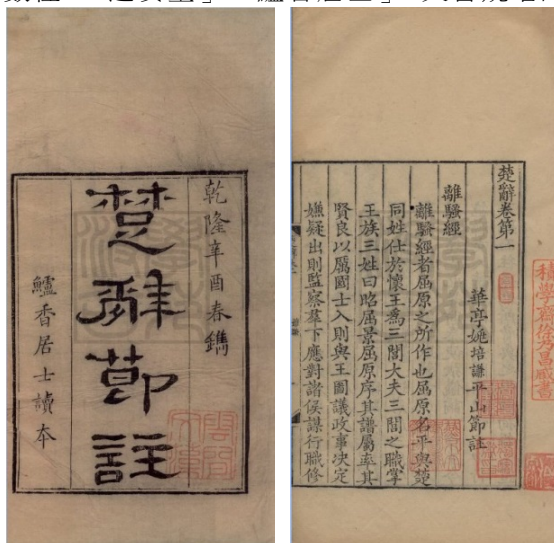 乾隆辛酉春鐫
楚辭節註
鱸香居士讀本
楚辭卷第一
華亭姚培謙平山節註
離騷經
離騷經者屈原之所作也屈原名平與楚
同姓仕於懷王爲三閭大夫三閭之職掌
王族三姓曰昭屈景屈原序其譜屬率其
賢良以厲國士入則與王圖議政事決定
嫌疑出則監察羣下應對諸侯謀行職修